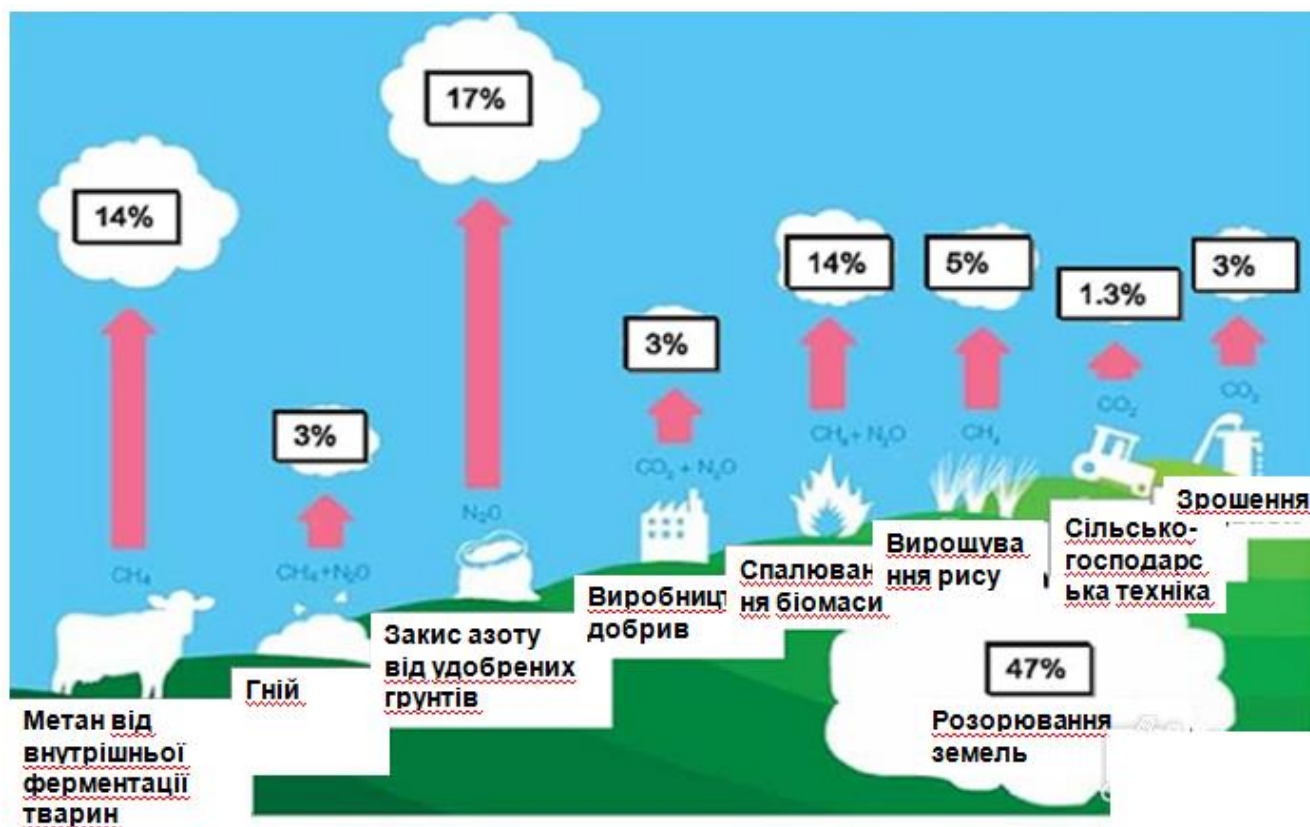 17%
14%
14%
5%
3%
1.3%
3%
3%
CO₂
CO₂
CH₄ + N₂O
CH₄
CO₂ + N₂O
N₂O
CH₄
CH₄+N₂O
Зрошення
Вирощува
ння рису
Сільсько-
господарс
ька техніка
Спалюван
ня біомаси
Виробницт
добрив
Закис азоту
від удобрених
грунтів
Гній
47%
Розорювання
земель
Метан від
внутрішньої
ферментації
тварин